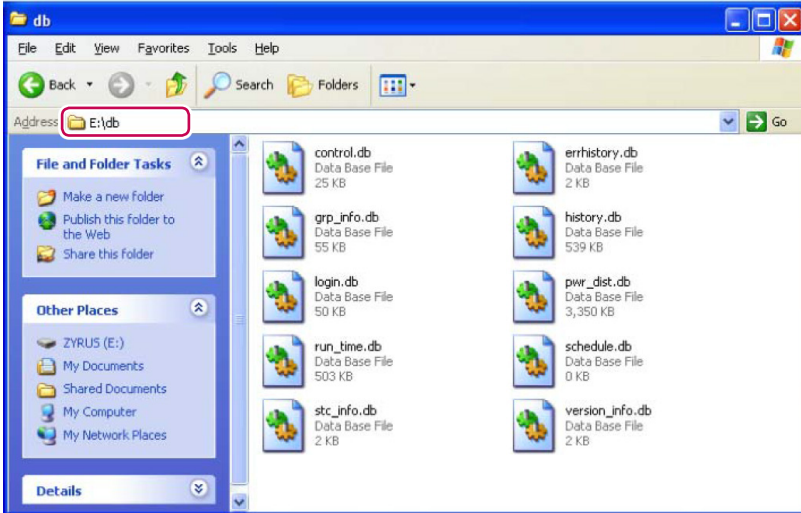 db
File Edit View Favorites Tools Help
Back Search Folders
Address E:\db Go
File and Folder Tasks
Make a new folder
Publish this folder to
the Web
Share this folder
Other Places
ZYRUS (E:)
My Documents
Shared Documents
My Computer
My Network Places
Details
control.db
Data Base File
25 KB
errhistory.db
Data Base File
2 KB
grp_info.db
Data Base File
55 KB
history.db
Data Base File
539 KB
login.db
Data Base File
50 KB
pwr_dist.db
Data Base File
3,350 KB
run_time.db
Data Base File
503 KB
schedule.db
Data Base File
0 KB
stc_info.db
Data Base File
2 KB
version_info.db
Data Base File
2 KB